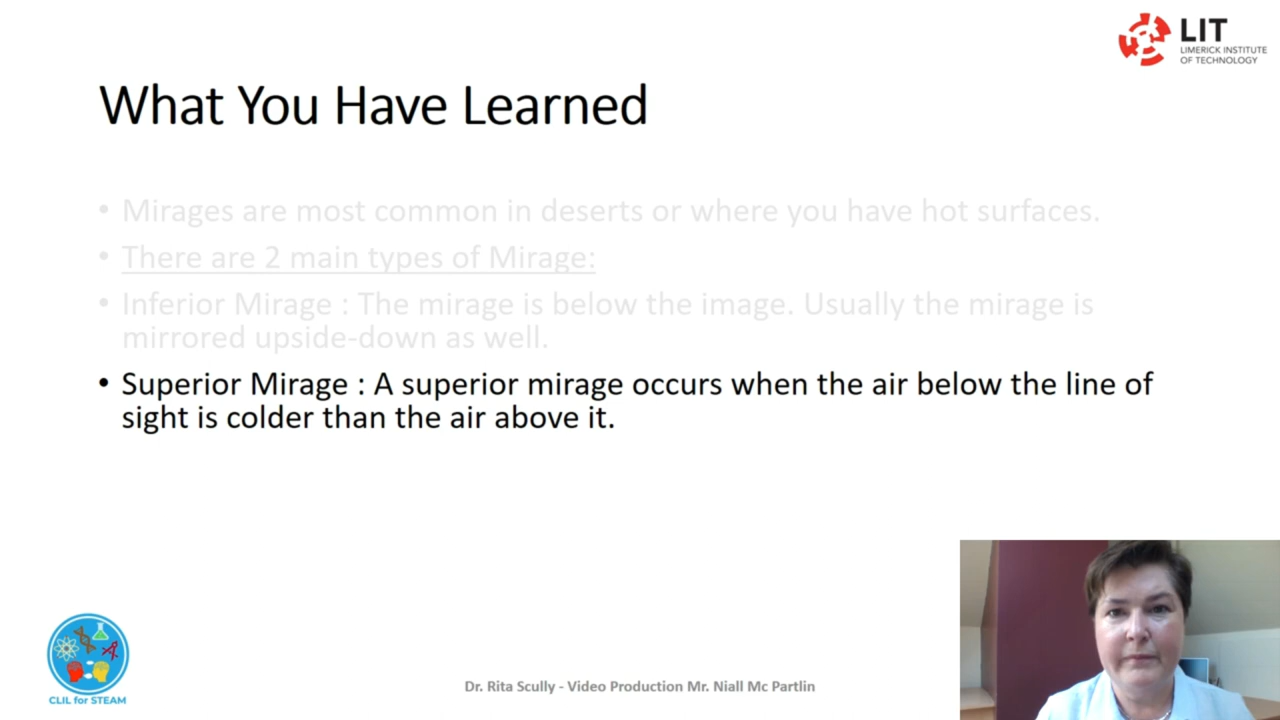 LIT
LIMERICK INSTITUTE
OF TECHNOLOGY
What You Have Learned
• Mirages are most common in deserts or where you have hot surfaces.
• There are 2 main types of Mirage:
• Inferior Mirage : The mirage is below the image. Usually the mirage is
mirrored upside-down as well.
• Superior Mirage : A superior mirage occurs when the air below the line of
sight is colder than the air above it.
CLIL for STEAM
Dr. Rita Scully - Video Production Mr. Niall Mc Partlin